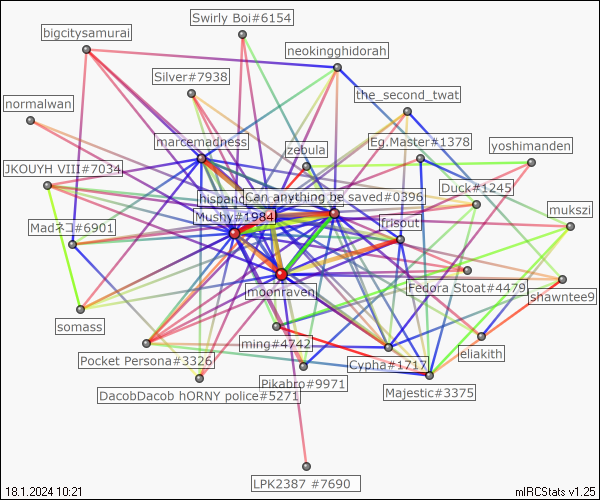 Swirly Boi#6154
bigcitysamurai
neokingghidorah
Silver#7938
the_second_twat
normalwan
marcemadness
Eg.Master#1378
zebula
yoshimanden
JKOUYH VIII#7034
Duck#1245
hispand
Can anything be saved#0396
mukszi
Mushy#1984
frisout
Madネコ#6901
moonraven
Fedora Stoat#4479
shawntee9
somass
ming#4742
eliakith
Pocket Persona#3326
Cypha#1717
Pikabro#9971
Majestic#3375
DacobDacob hORNY police#5271
LPK2387 #7690
18.1.2024 10:21
mIRCStats v1.25